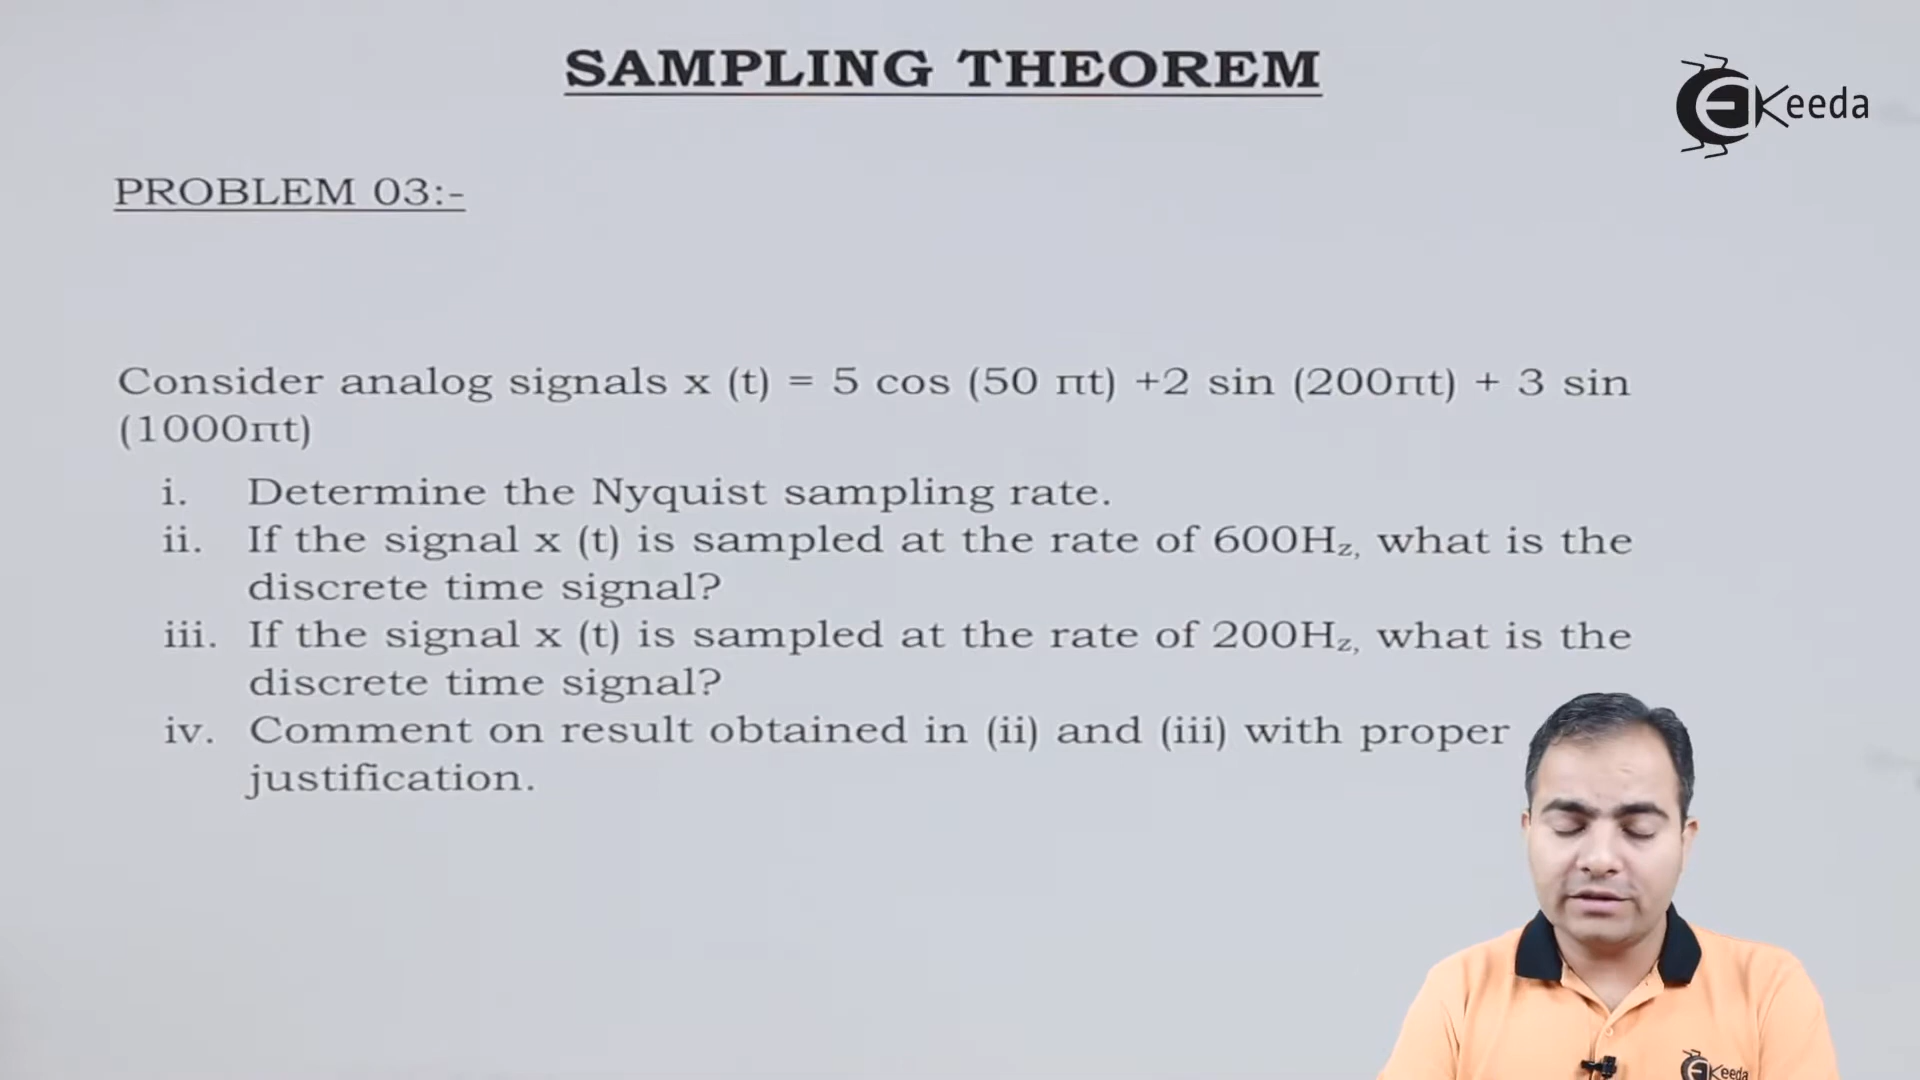 SAMPLING THEOREM
Keeda
PROBLEM 03:-
Consider analog signals x (t) = 5 cos (50 πt) +2 sin (200πt) + 3 sin
(1000πt)
i. Determine the Nyquist sampling rate.
ii. If the signal x (t) is sampled at the rate of 600Hz, what is the
discrete time signal?
iii. If the signal x (t) is sampled at the rate of 200Hz, what is the
discrete time signal?
iv. Comment on result obtained in (ii) and (iii) with proper
justification.
Keeda